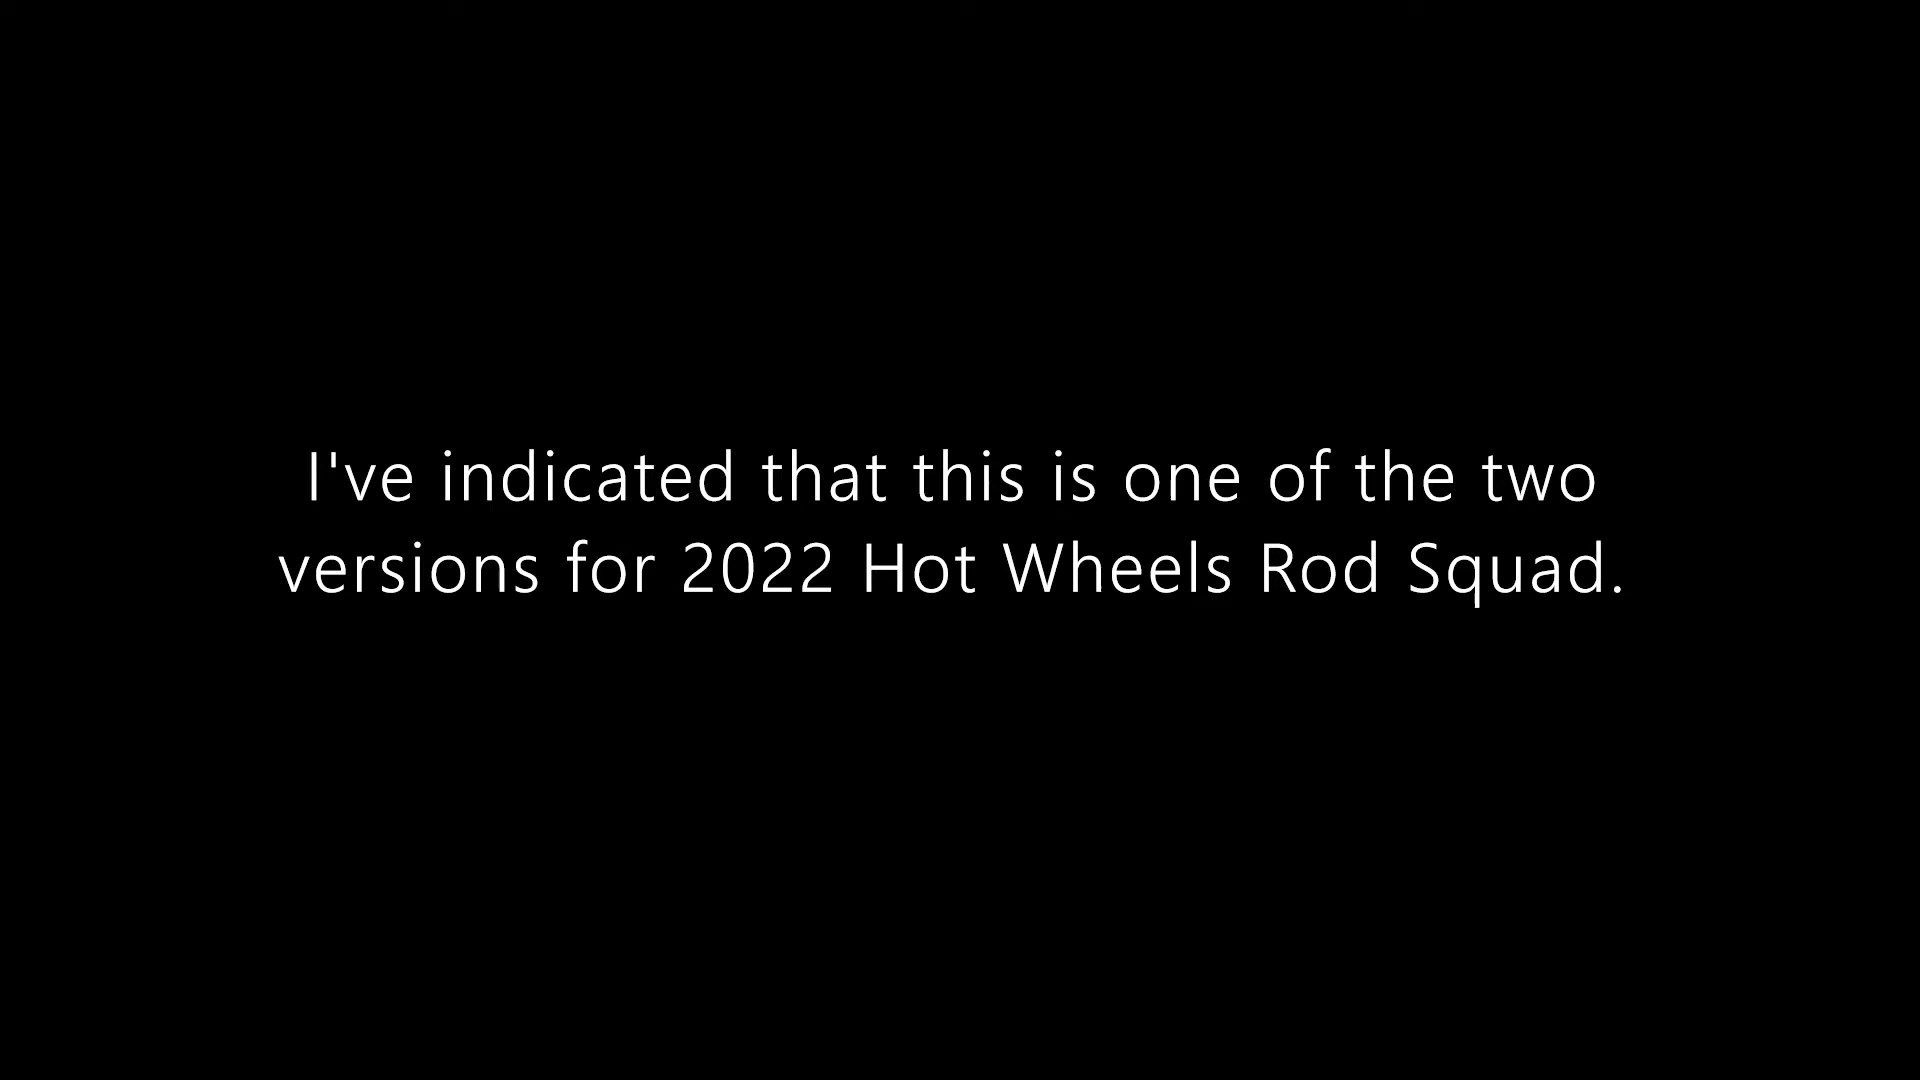 I've indicated that this is one of the two
versions for 2022 Hot Wheels Rod Squad.